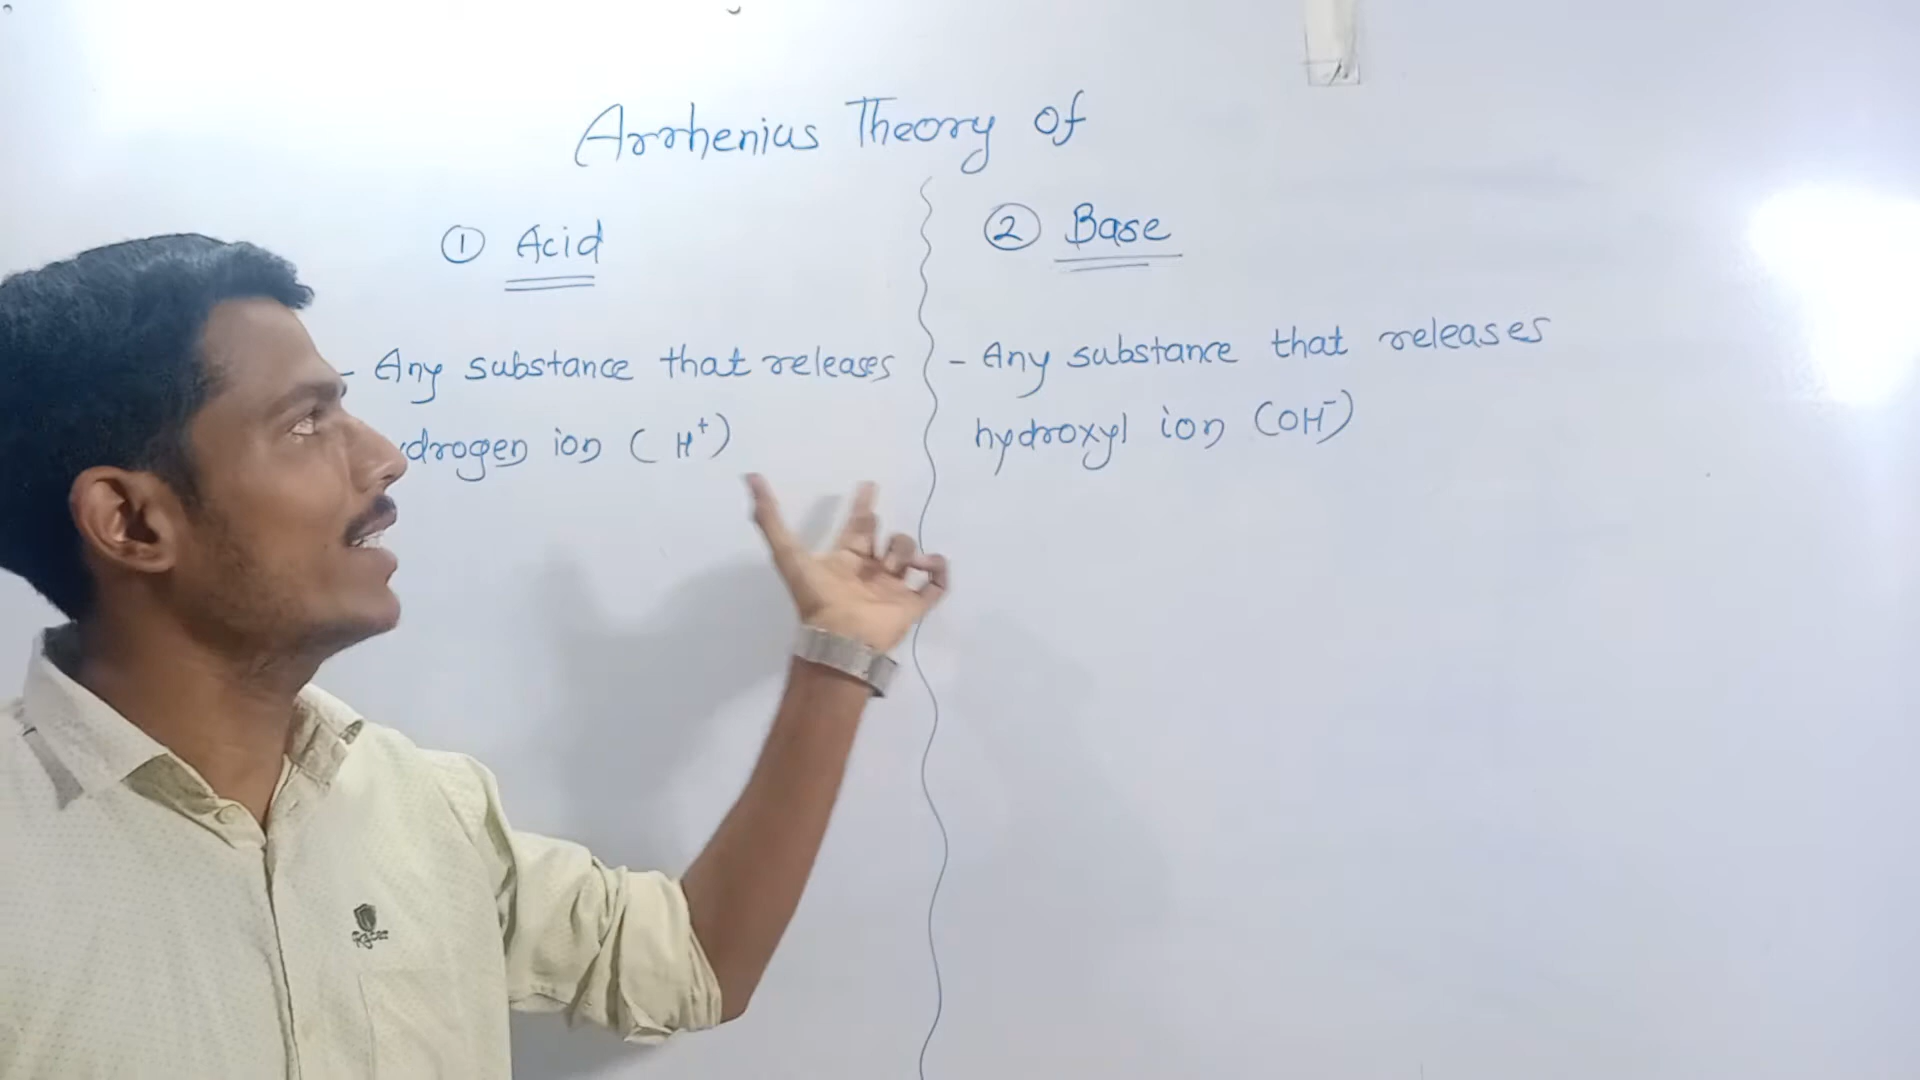 Arrhenius Theory of
① Acid
- Any substance that releases
drogen ion (H⁺)
② Base
- Any substance that releases
hydroxyl ion (OH⁻)